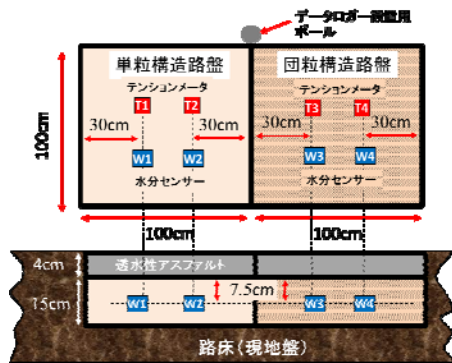 データロガー設置用
ポール
単粒構造路盤
団粒構造路盤
テンションメータ
テンションメータ
T1
T2
T3
T4
30cm
30cm
30cm
30cm
100cm
W1
W2
W3
W4
水分センサー
水分センサー
100cm
100cm
4cm
透水性アスファルト
7.5cm
15cm
W1
W2
W3
W4
路床(現地盤)